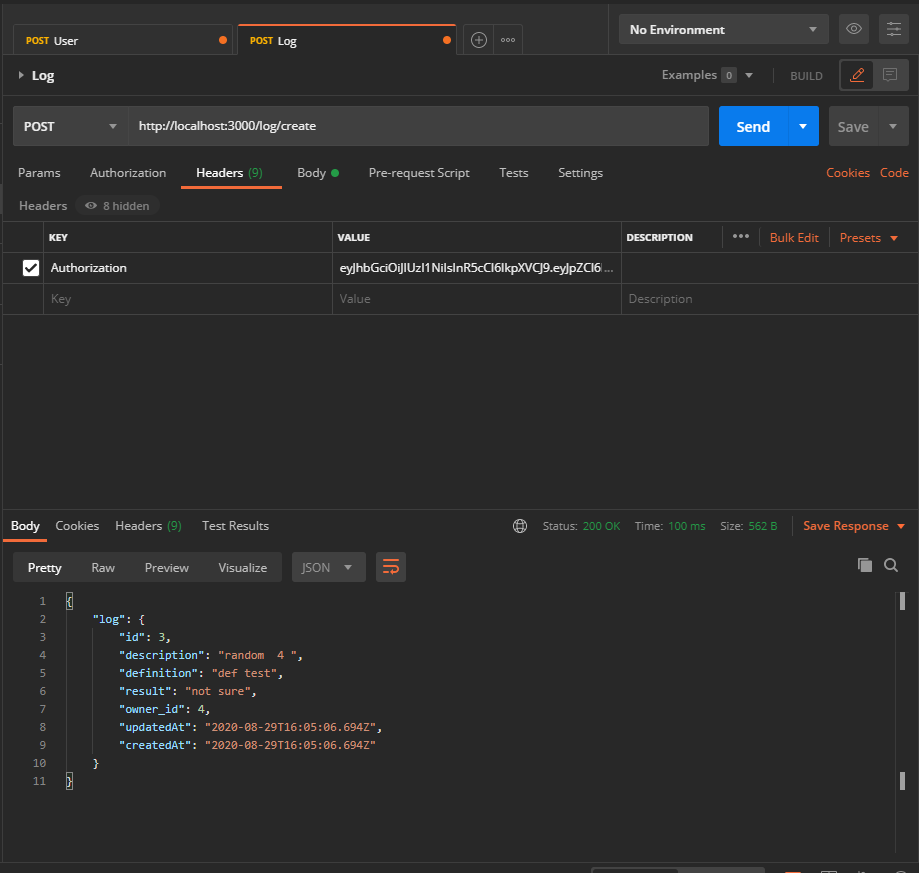 POST User
POST Log
No Environment
Log
Examples 0
BUILD
POST
http://localhost:3000/log/create
Send
Save
Params Authorization Headers (9) Body Pre-request Script Tests Settings
Cookies Code
Headers 8 hidden
KEY VALUE DESCRIPTION
Bulk Edit Presets
Authorization eyJhbGciOiJIUzI1NiIsInR5cCI6IkpXVCJ9.eyJpZCI6...
Key Value Description
Body Cookies Headers (9) Test Results
Status: 200 OK Time: 100 ms Size: 562 B
Save Response
Pretty Raw Preview Visualize JSON
1 {
2 "log": {
3 "id": 3,
4 "description": "random  4 ",
5 "definition": "def test",
6 "result": "not sure",
7 "owner_id": 4,
8 "updatedAt": "2020-08-29T16:05:06.694Z",
9 "createdAt": "2020-08-29T16:05:06.694Z"
10 }
11 }